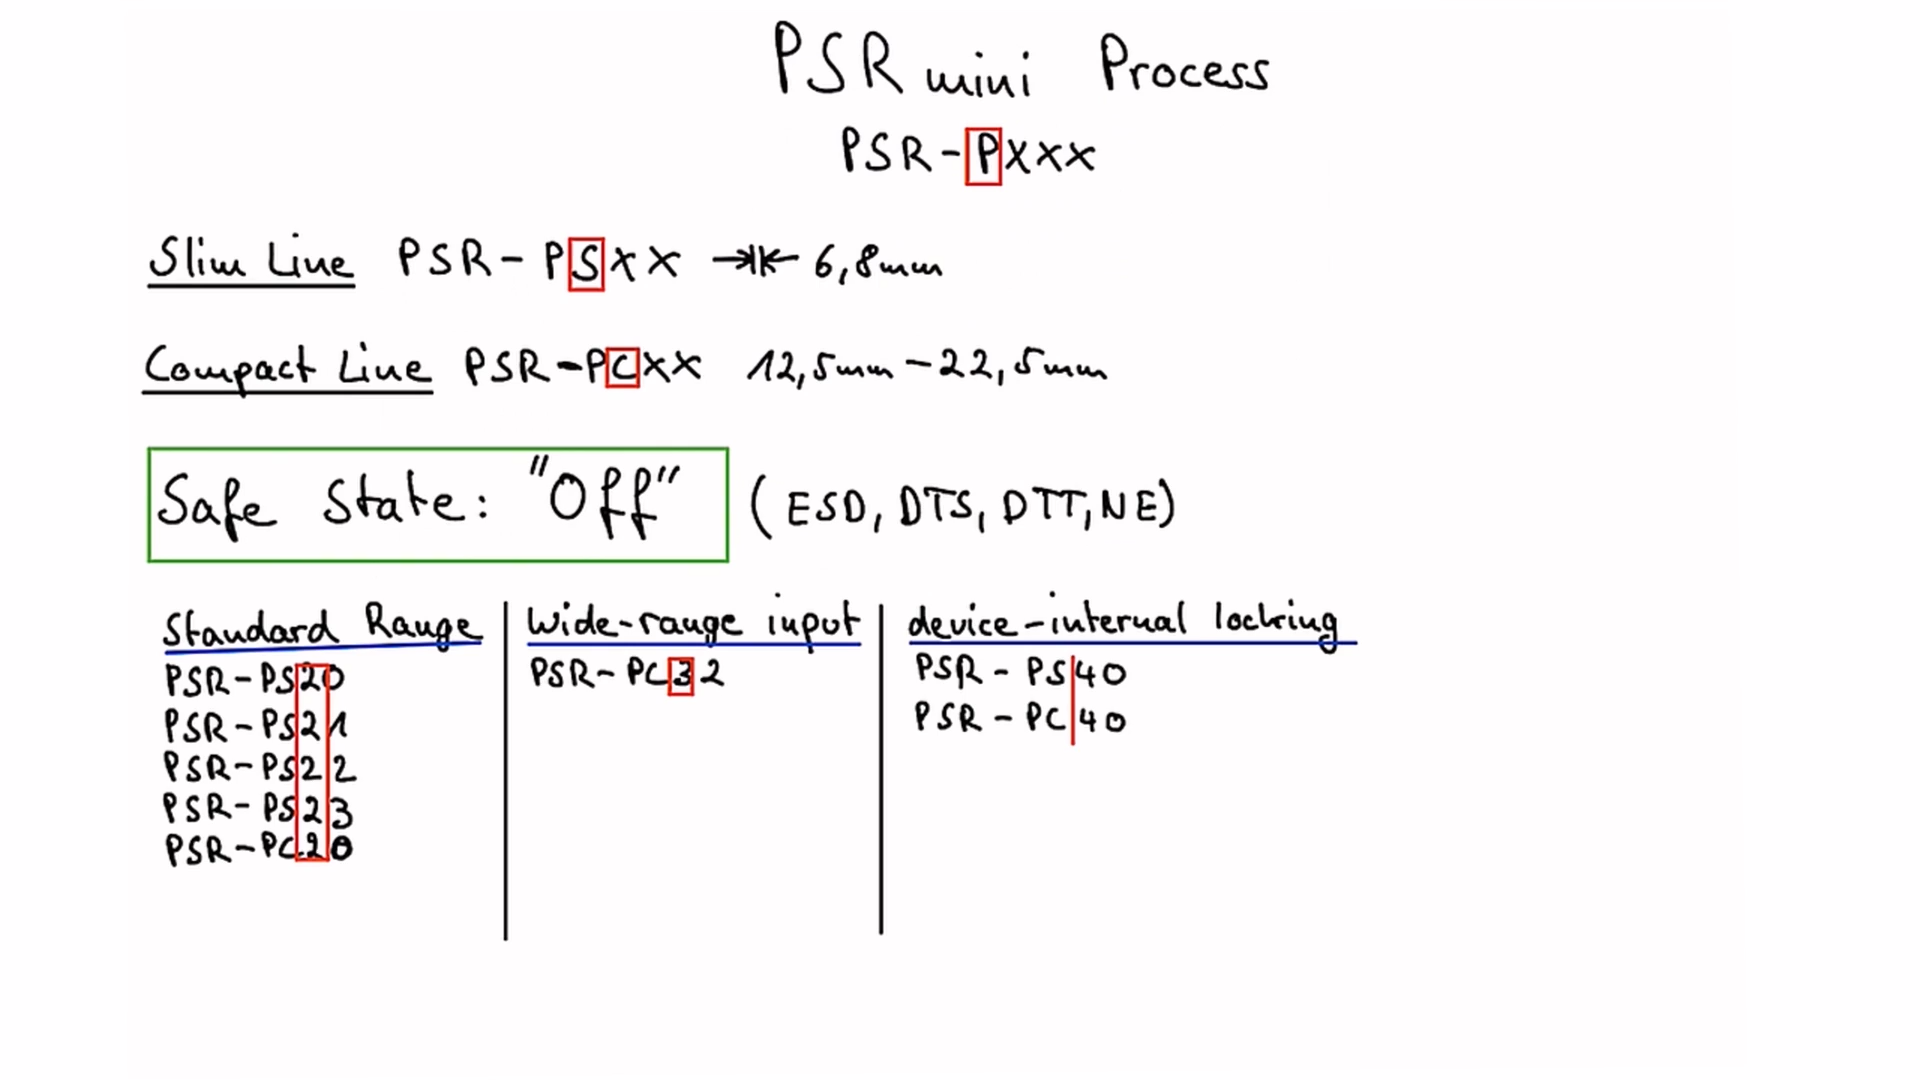 PSR mini Process
PSR-PXXX
Slim Line PSR-PSXX →|← 6,8mm
Compact Line PSR-PCXX 12,5mm-22,5mm
Safe State: "Off" (ESD, DTS, DTT, NE)
Standard Range
PSR-PS20
PSR-PS21
PSR-PS22
PSR-PS23
PSR-PC20
Wide-range input
PSR-PC32
device-internal locking
PSR-PS40
PSR-PC40